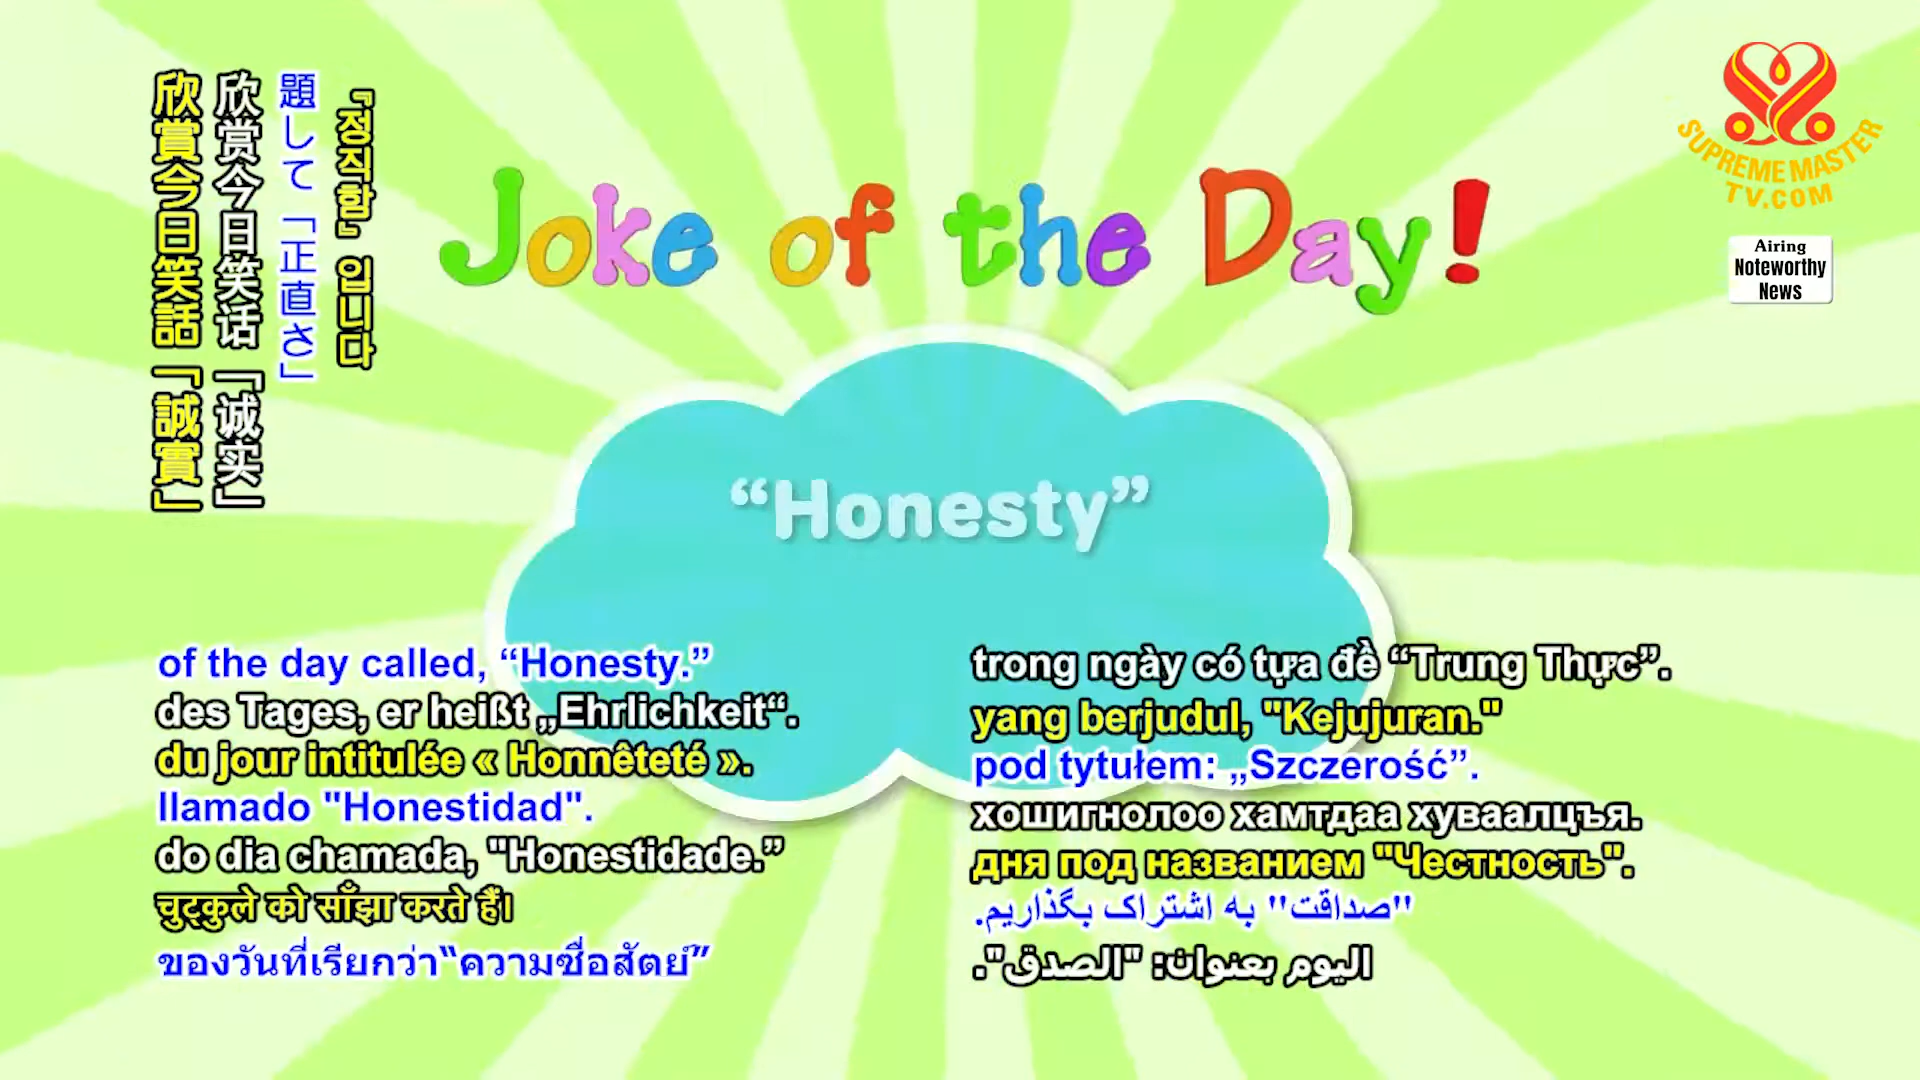 欣賞今日笑話「誠實」
欣赏今日笑话「诚实」
題して「正直さ」
『정직함』입니다
Joke of the Day!
SUPREME MASTER
TV.COM
Airing
Noteworthy
News
“Honesty”
of the day called, “Honesty.”
des Tages, er heißt „Ehrlichkeit“.
du jour intitulée « Honnêteté ».
llamado "Honestidad".
do dia chamada, "Honestidade.”
चुटकुले को साँझा करते हैं।
ของวันที่เรียกว่า“ความซื่อสัตย์”
trong ngày có tựa đề “Trung Thực”.
yang berjudul, "Kejujuran."
pod tytułem: „Szczerość”.
хошигнолоо хамтдаа хуваалцъя.
дня под названием "Честность".
"صداقت" به اشتراک بگذاریم.
اليوم بعنوان: "الصدق".